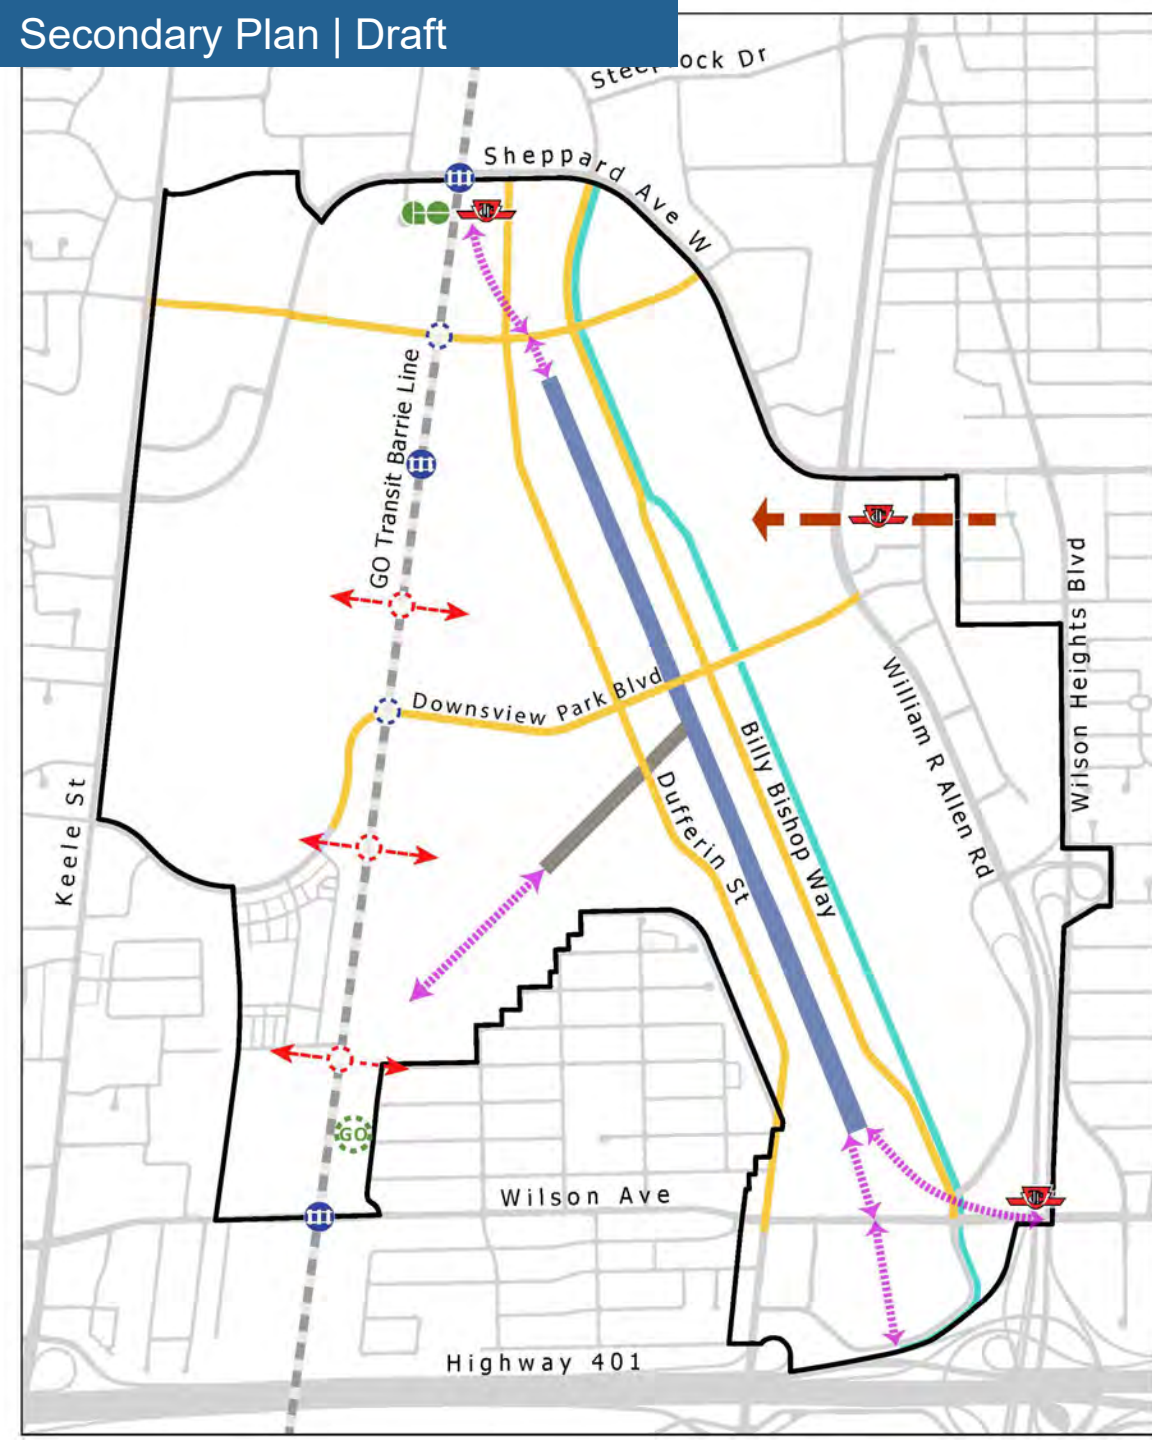 Secondary Plan | Draft
Sheppard Ave W
GO
GO Transit Barrie Line
Downsview Park Blvd
William R Allen Rd
Wilson Heights Blvd
Billy Bishop Way
Dufferin St
Keele St
GO
Wilson Ave
Highway 401